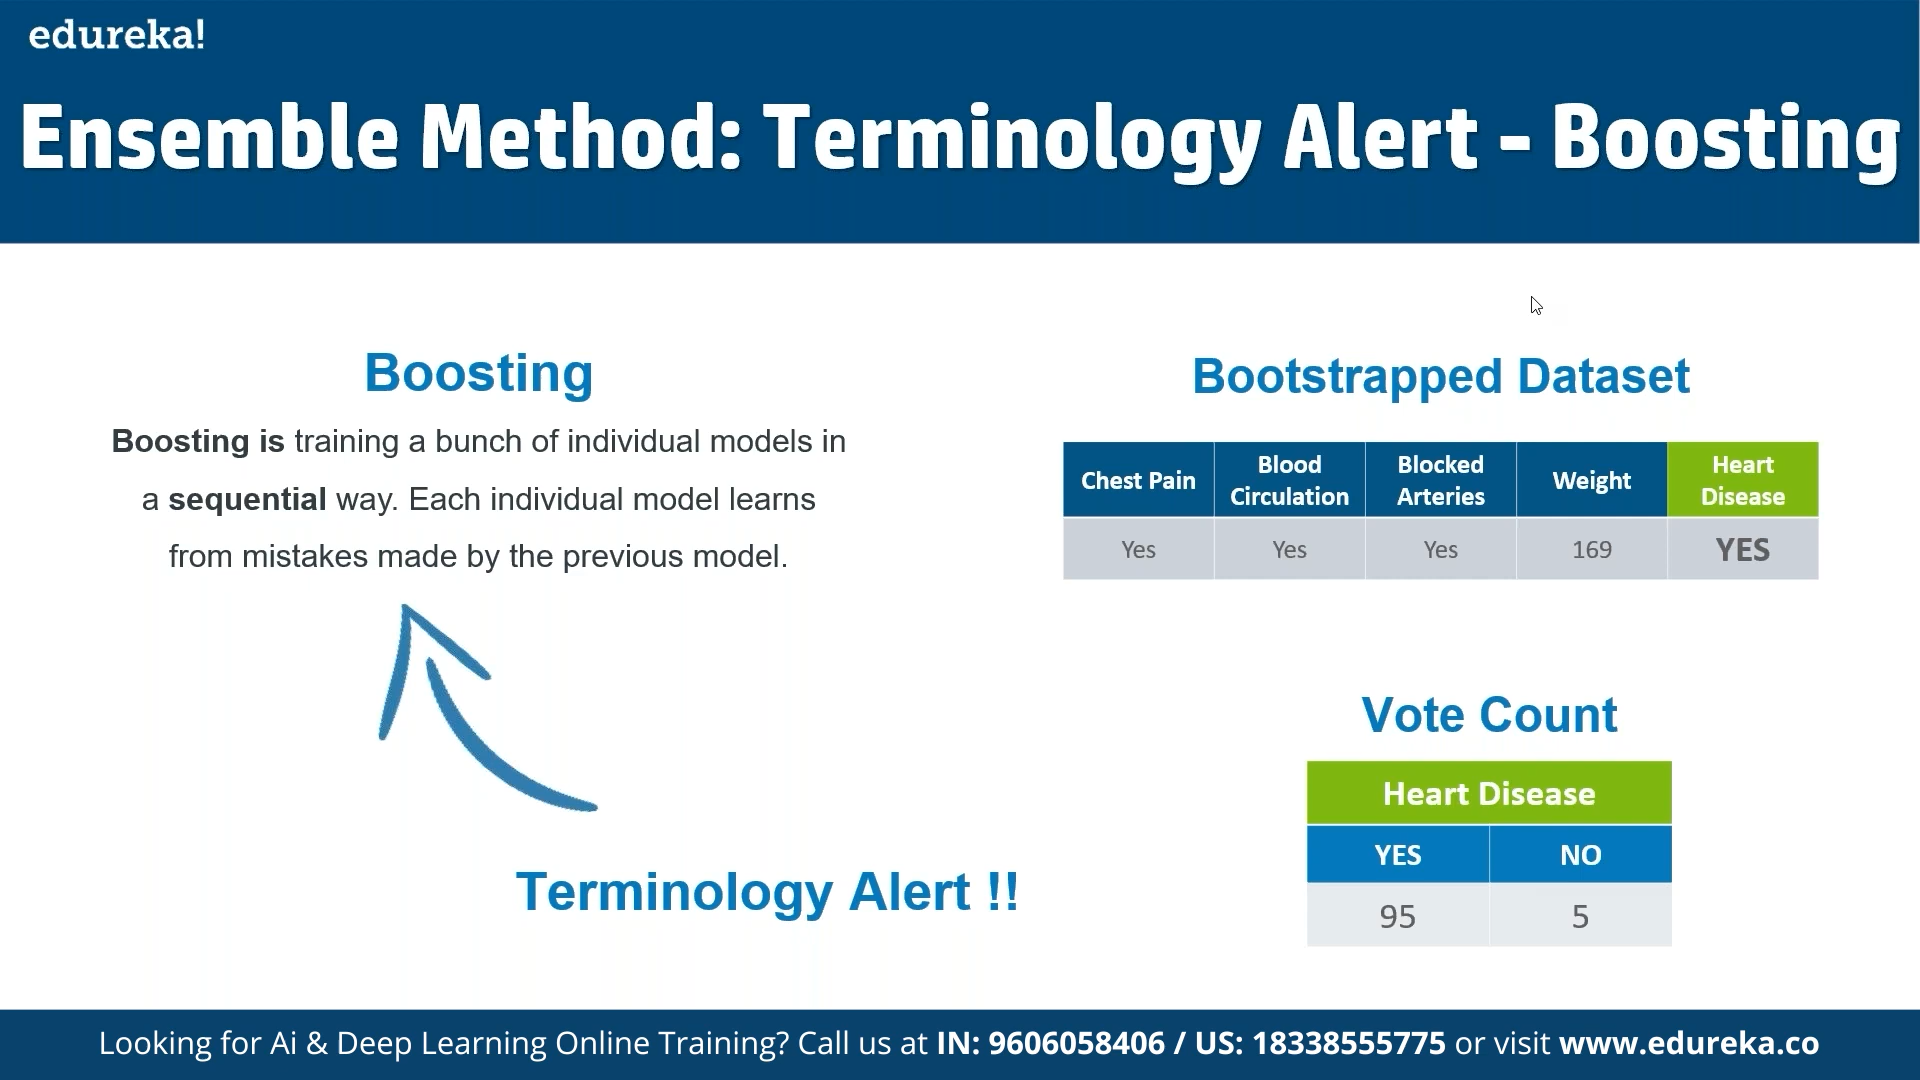 edureka!
Ensemble Method: Terminology Alert - Boosting
Boosting
Boosting is training a bunch of individual models in
a sequential way. Each individual model learns
from mistakes made by the previous model.
Terminology Alert !!
Bootstrapped Dataset
Chest Pain Blood Circulation Blocked Arteries Weight Heart Disease
Yes Yes Yes 169 YES
Vote Count
Heart Disease
YES NO
95 5
Looking for Ai & Deep Learning Online Training? Call us at IN: 9606058406 / US: 18338555775 or visit www.edureka.co